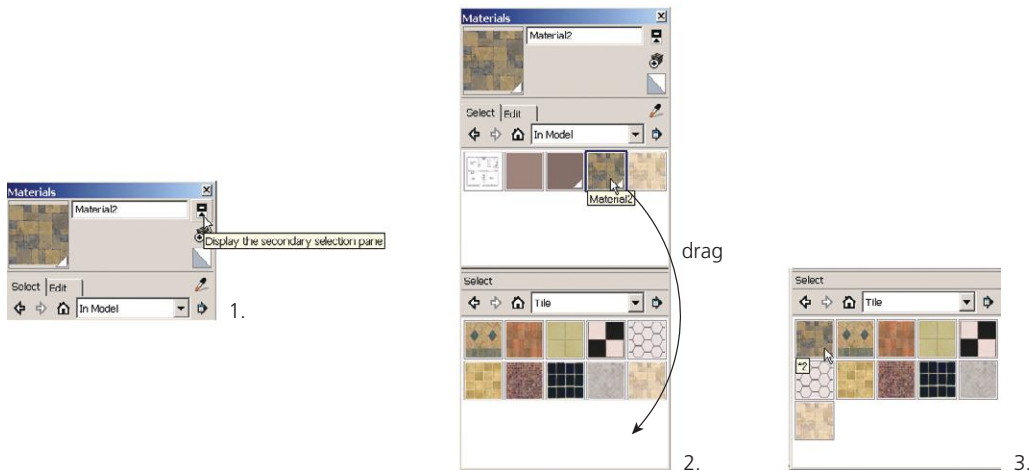 Materials
Material2
Display the secondary selection pane
Select Edit
In Model
1.
Materials
Material2
Select Edit
In Model
Material2
drag
Select
Tile
2.
Select
Tile
"2
3.